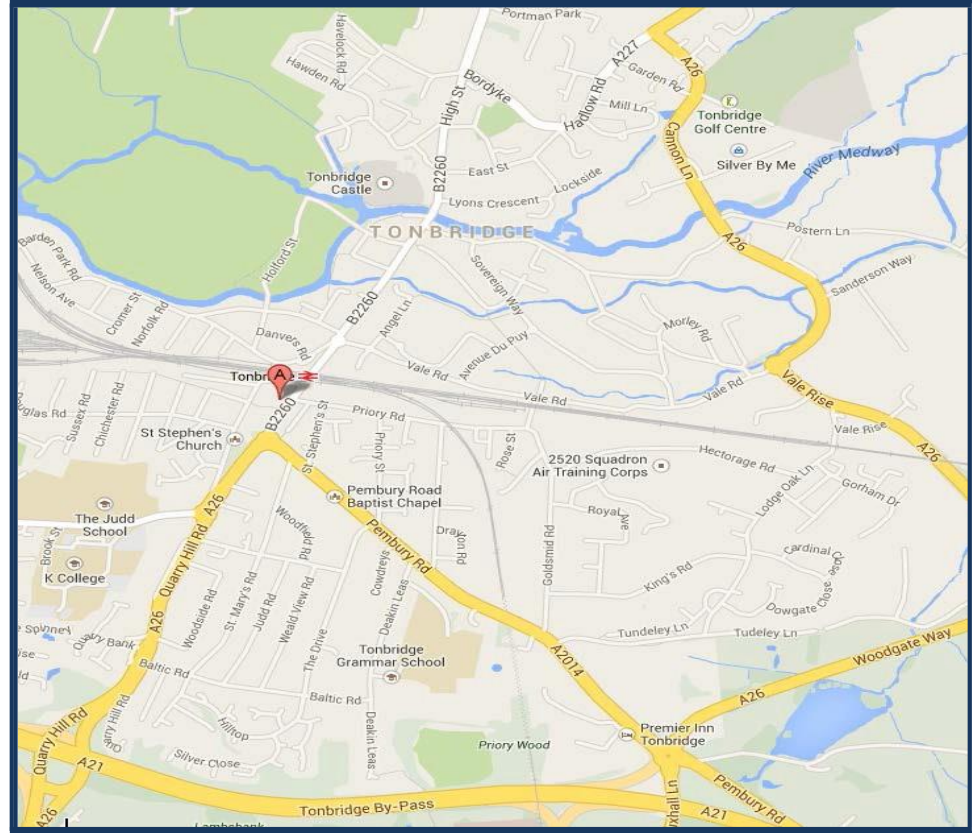 Portman Park
Havelock Rd
Hawden Rd
Bordyke
High St
B2260
A227
Hadlow Rd
A26
Garden Rd
Mill Ln
Tonbridge
Golf Centre
Silver By Me
Cannon Ln
River Medway
East St
Lockside
Lyons Crescent
Tonbridge
Castle
TONBRIDGE
A26
Postern Ln
Sanderson Way
Barden Park Rd
Nelson Ave
Cromer St
Norfolk Rd
Holford St
Danvers Rd
B2260
Angel Ln
Sovereign Way
Avenue Du Puy
Morley Rd
Vale Rd
Vale Rd
Vale Rd
Vale Rise
Vale Rise
A26
A
B2260
Sussex Rd
Chichester Rd
St Stephen's
Church
St. Stephen's St
Priory Rd
Priory St
Rose St
2520 Squadron
Air Training Corps
Hectorage Rd
Lodge Oak Ln
Gorham Dr
Royal Ave
The Judd
School
Brook St
K College
A26
Quarry Hill Rd
A26
Pembury Road
Baptist Chapel
Pembury Rd
Woodfield Rd
Drayton Rd
Cowdreys
Deakin Leas
Goldsmid Rd
King's Rd
Cardinal Close
Dowgate Close
Tundeley Ln
Tudeley Ln
Woodgate Way
A26
A2014
Woodside Rd
St. Mary's Rd
Judd Rd
Weald View Rd
The Drive
Quarry Bank
Baltic Rd
Baltic Rd
Tonbridge
Grammar School
Hilltop
Silver Close
Deakin Leas
Priory Wood
Premier Inn
Tonbridge
Quarry Hill Rd
A21
Tonbridge By-Pass
A21
Pembury Rd
A26